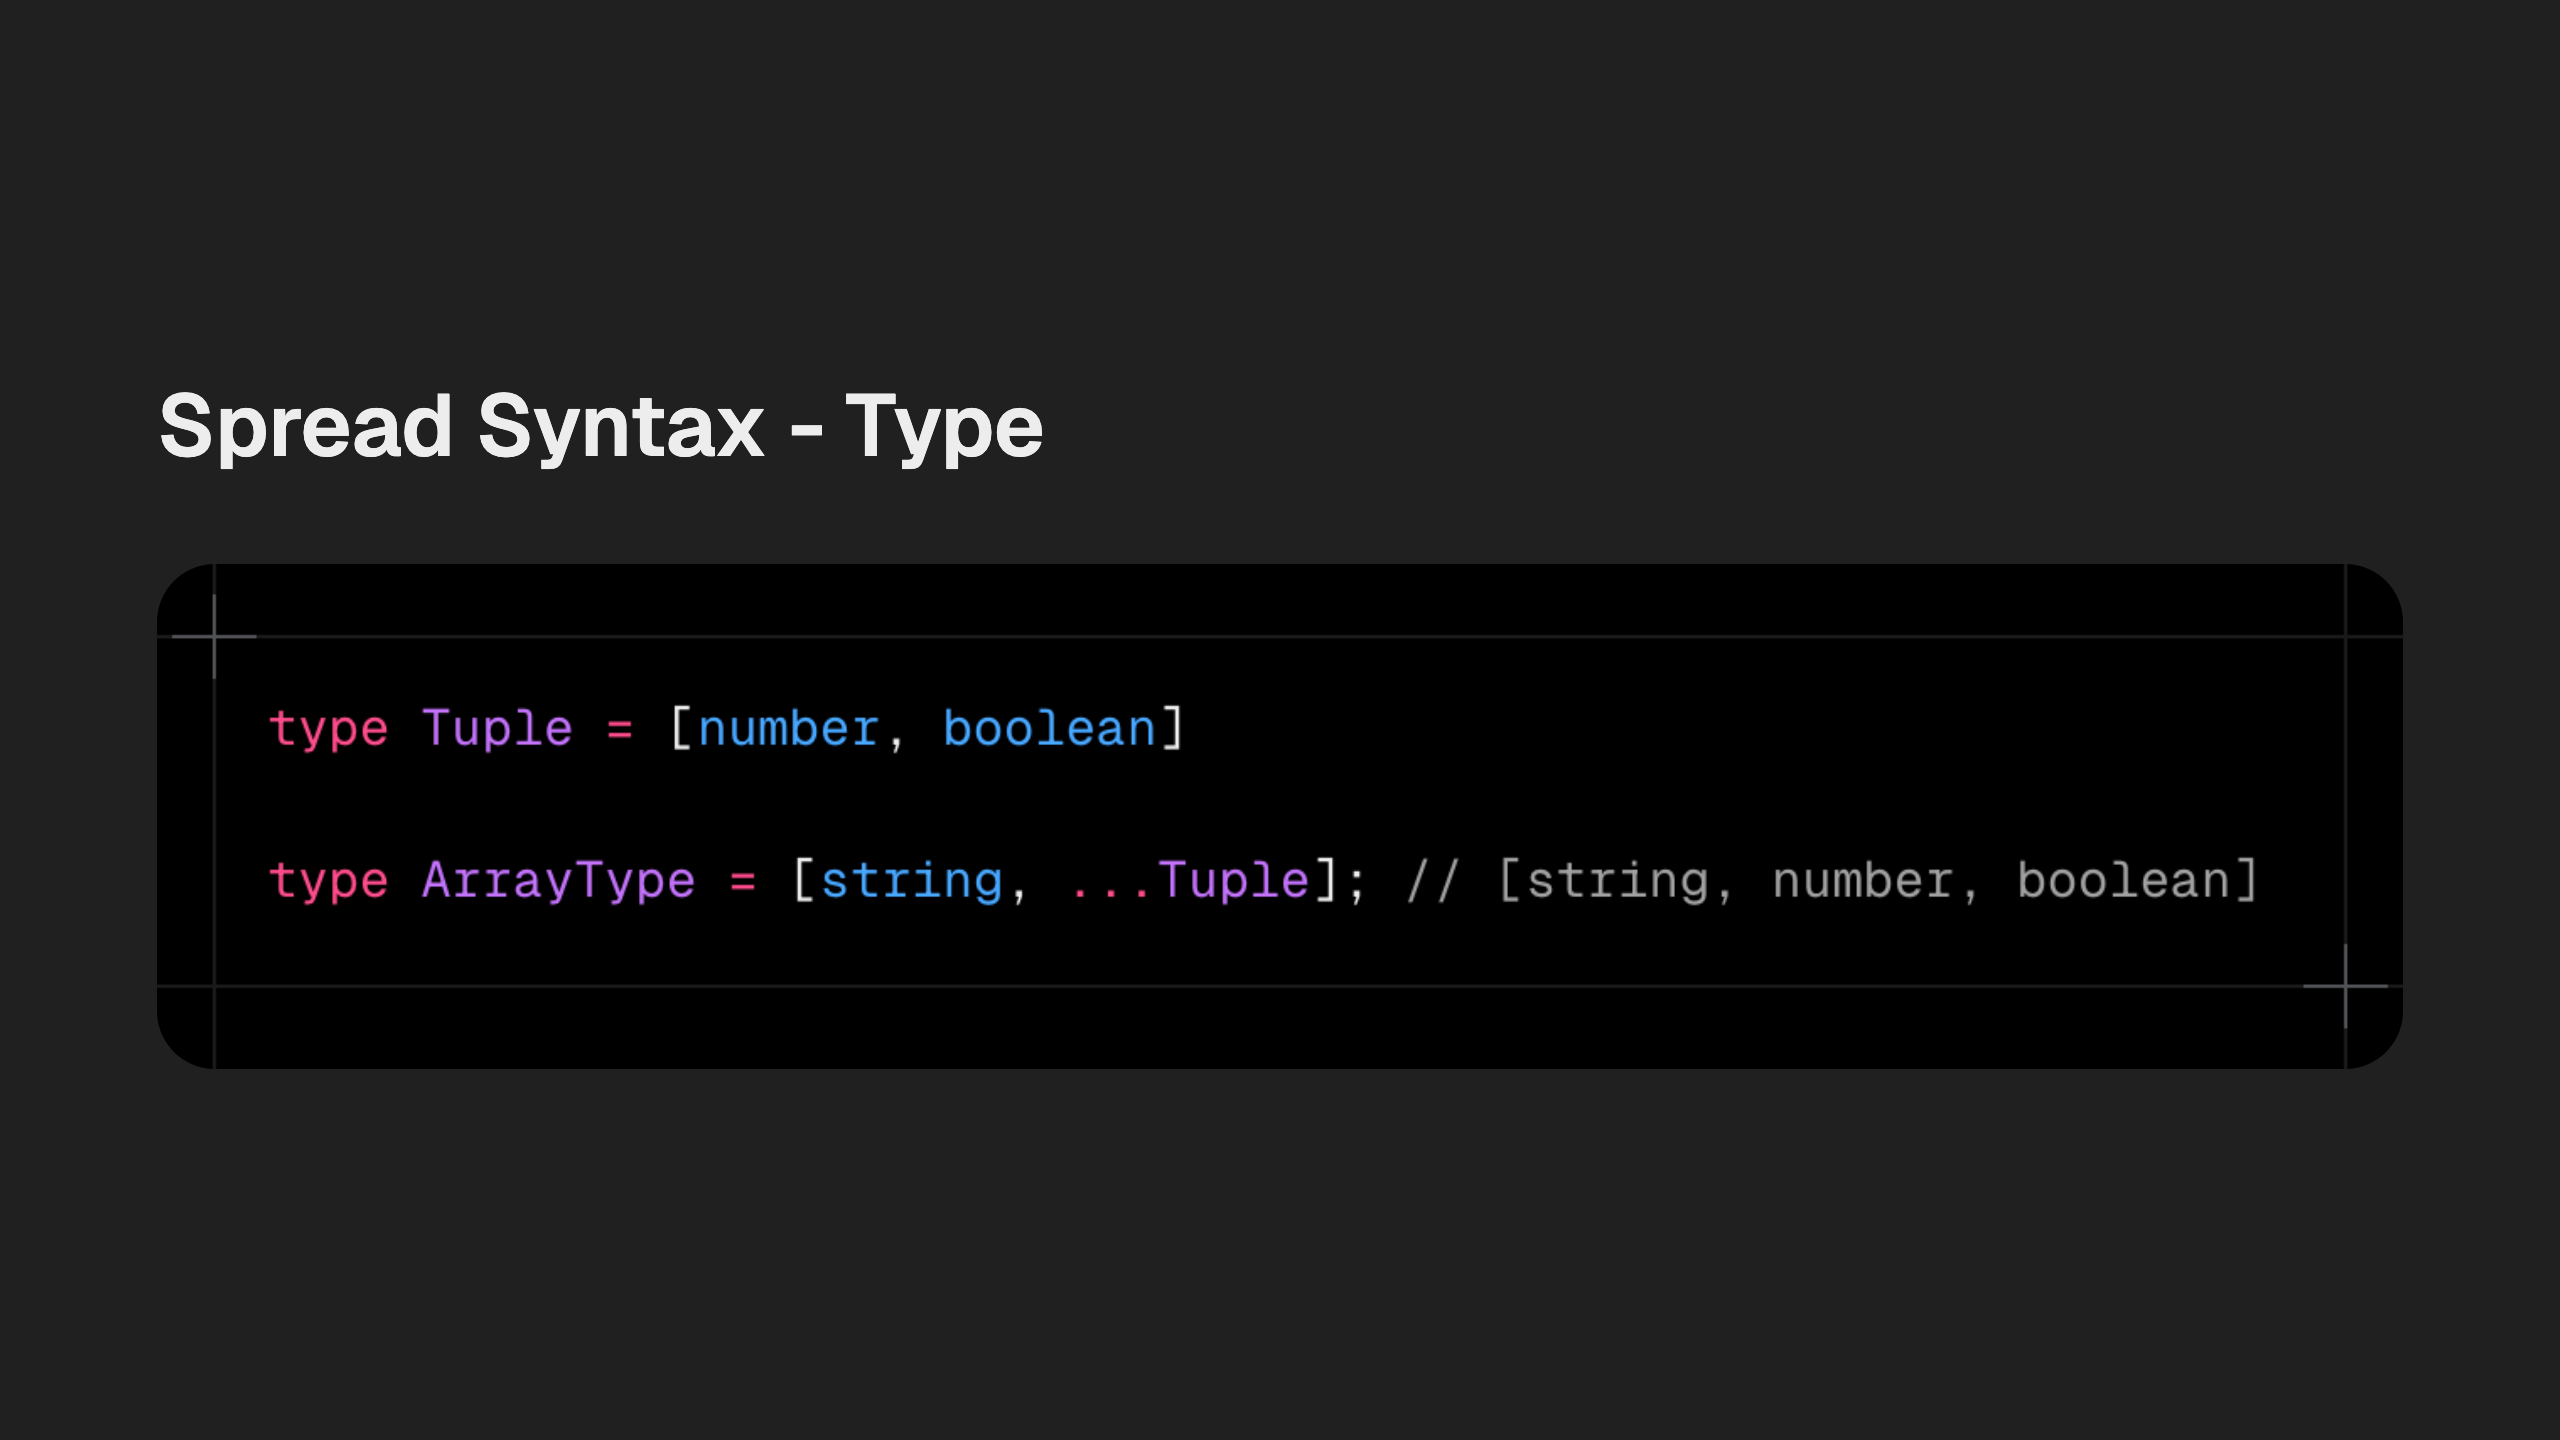 Spread Syntax - Type
type Tuple = [number, boolean]
type ArrayType = [string, ...Tuple]; // [string, number, boolean]